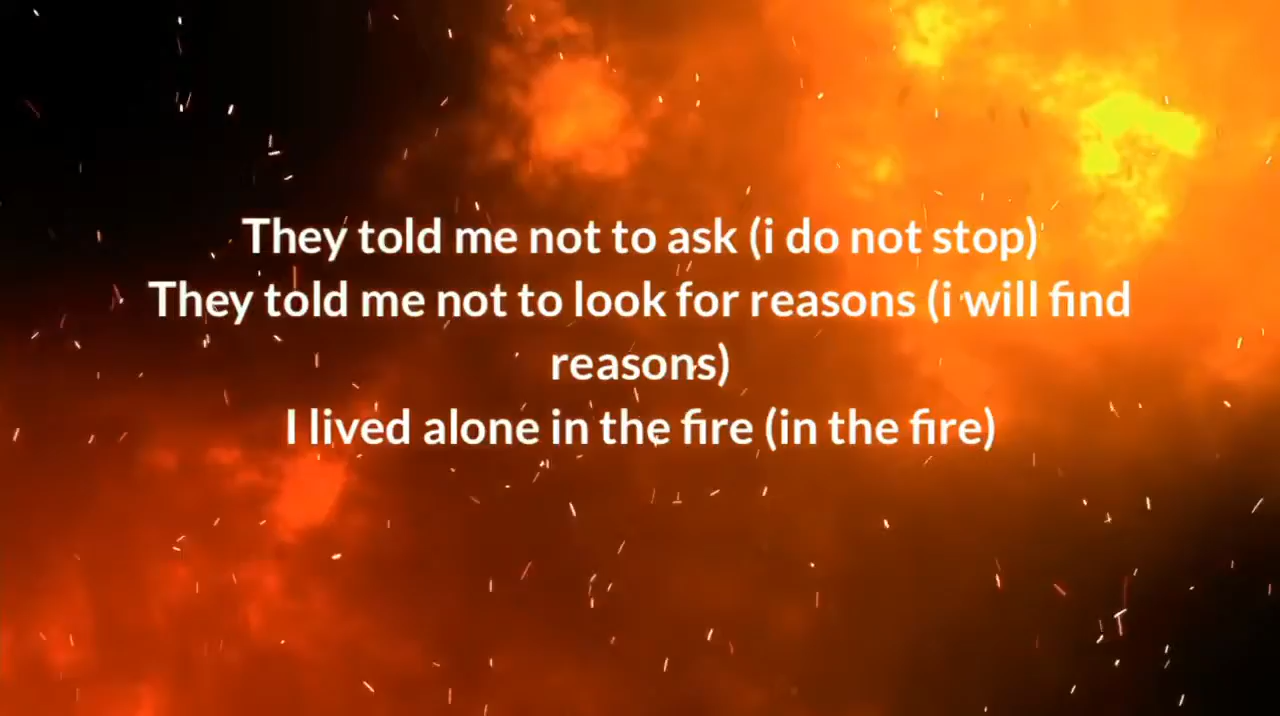 They told me not to ask (i do not stop)
They told me not to look for reasons (i will find
reasons)
I lived alone in the fire (in the fire)